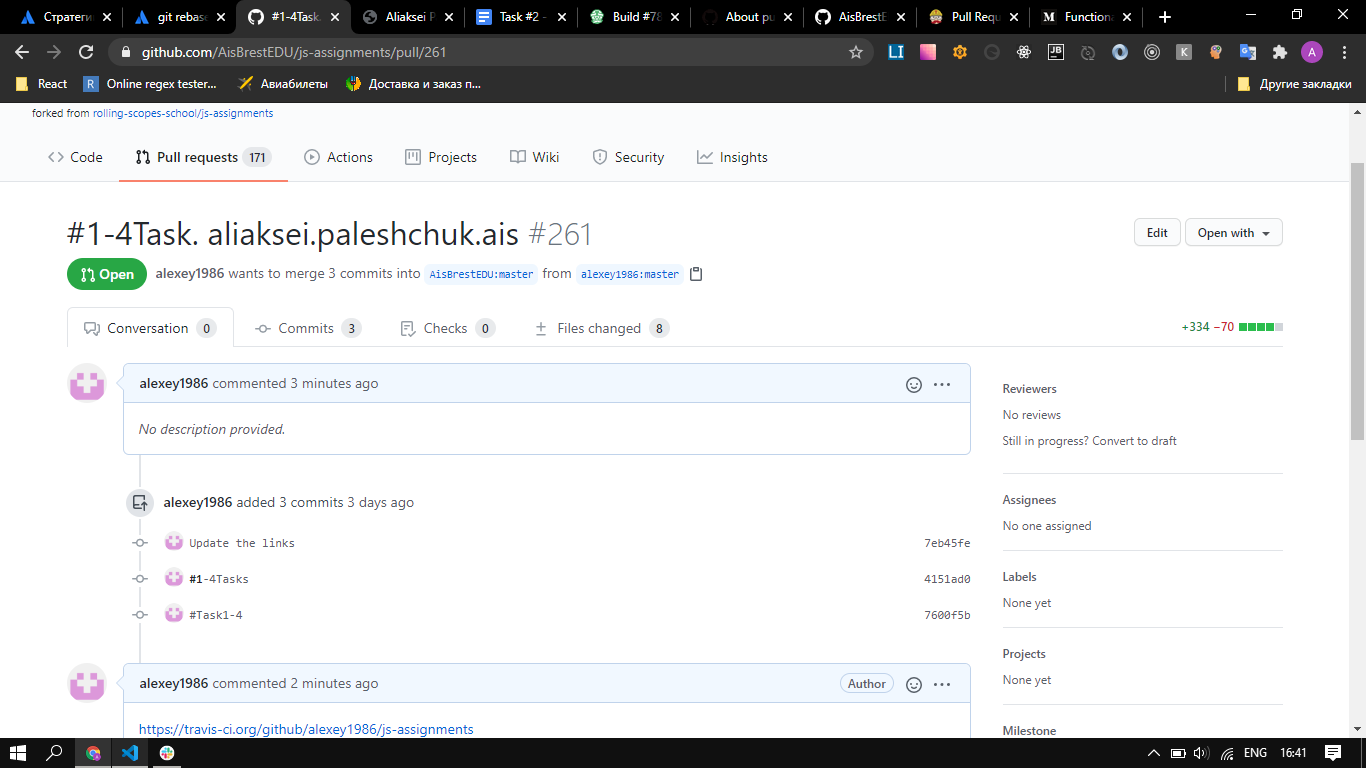 Стратеги
git rebase
#1-4Task.
Aliaksei P
Task #2 -
Build #78
About pu
AisBrestE
Pull Requ
Functiona
github.com/AisBrestEDU/js-assignments/pull/261
LI
JB
K
A
React
R
Online regex tester...
Авиабилеты
Доставка и заказ п...
Другие закладки
forked from rolling-scopes-school/js-assignments
Code
Pull requests 171
Actions
Projects
Wiki
Security
Insights
#1-4Task. aliaksei.paleshchuk.ais #261
Edit
Open with
Open
alexey1986 wants to merge 3 commits into AisBrestEDU:master from alexey1986:master
Conversation 0
Commits 3
Checks 0
Files changed 8
+334 −70
alexey1986 commented 3 minutes ago
No description provided.
Reviewers
No reviews
Still in progress? Convert to draft
alexey1986 added 3 commits 3 days ago
Update the links 7eb45fe
#1-4Tasks 4151ad0
#Task1-4 7600f5b
Assignees
No one assigned
Labels
None yet
Projects
None yet
Milestone
alexey1986 commented 2 minutes ago
Author
https://travis-ci.org/github/alexey1986/js-assignments
ENG
16:41